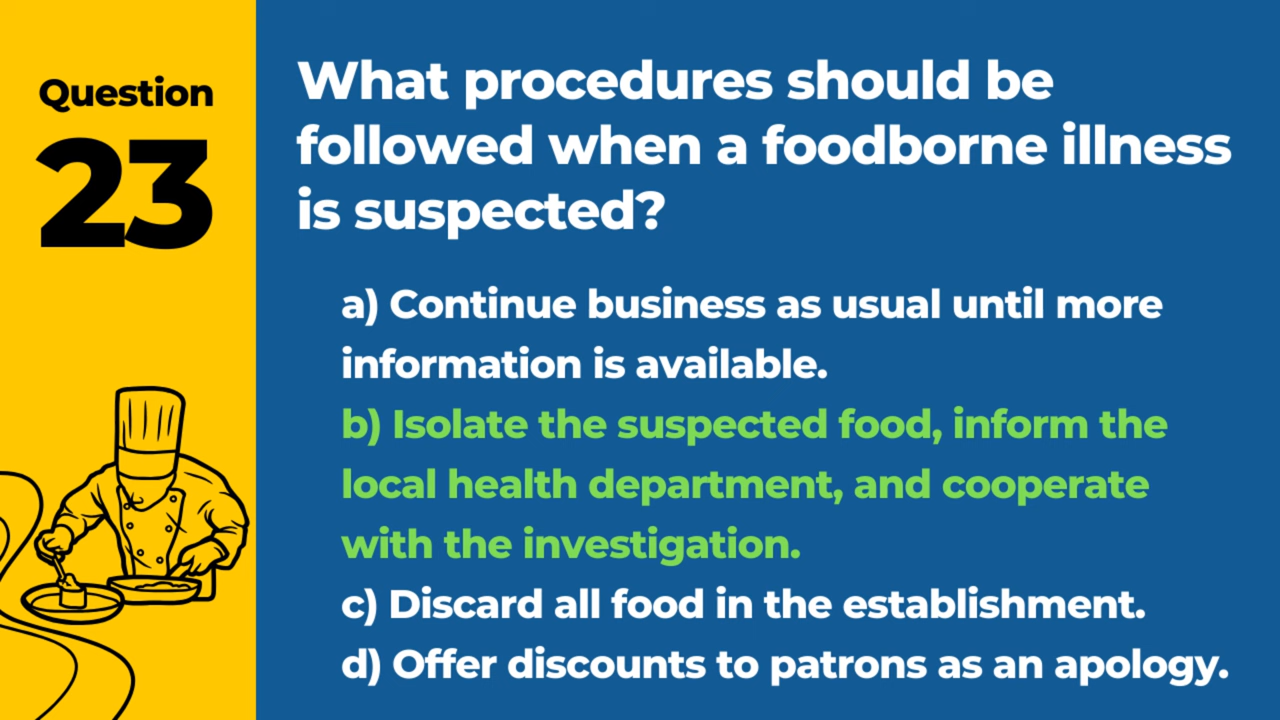 Question
23
What procedures should be
followed when a foodborne illness
is suspected?
a) Continue business as usual until more
information is available.
b) Isolate the suspected food, inform the
local health department, and cooperate
with the investigation.
c) Discard all food in the establishment.
d) Offer discounts to patrons as an apology.